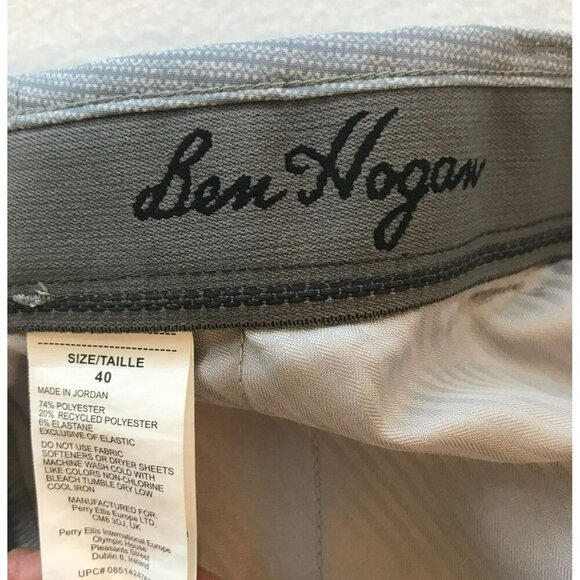 Ben Hogan
SIZE/TAILLE
40
MADE IN JORDAN
74% POLYESTER
20% RECYCLED POLYESTER
6% ELASTANE
EXCLUSIVE OF ELASTIC
DO NOT USE FABRIC
SOFTENERS OR DRYER SHEETS
MACHINE WASH COLD WITH
LIKE COLORS NON-CHLORINE
BLEACH TUMBLE DRY LOW
COOL IRON
MANUFACTURED FOR:
Perry Ellis Europe LTD,
CM8 3DJ, UK
Perry Ellis International Europe
Olympic House
Pleasants Street
Dublin 8, Ireland
UPC#